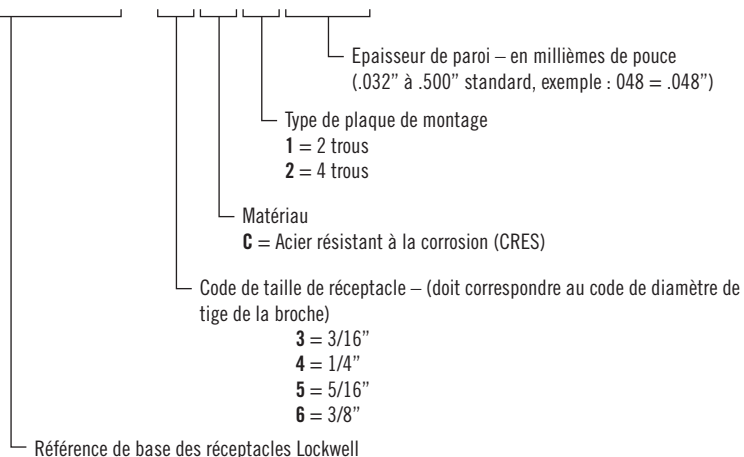 Epaisseur de paroi – en millièmes de pouce
(.032” à .500” standard, exemple : 048 = .048”)
Type de plaque de montage
1 = 2 trous
2 = 4 trous
Matériau
C = Acier résistant à la corrosion (CRES)
Code de taille de réceptacle – (doit correspondre au code de diamètre de
tige de la broche)
3 = 3/16”
4 = 1/4”
5 = 5/16”
6 = 3/8”
Référence de base des réceptacles Lockwell